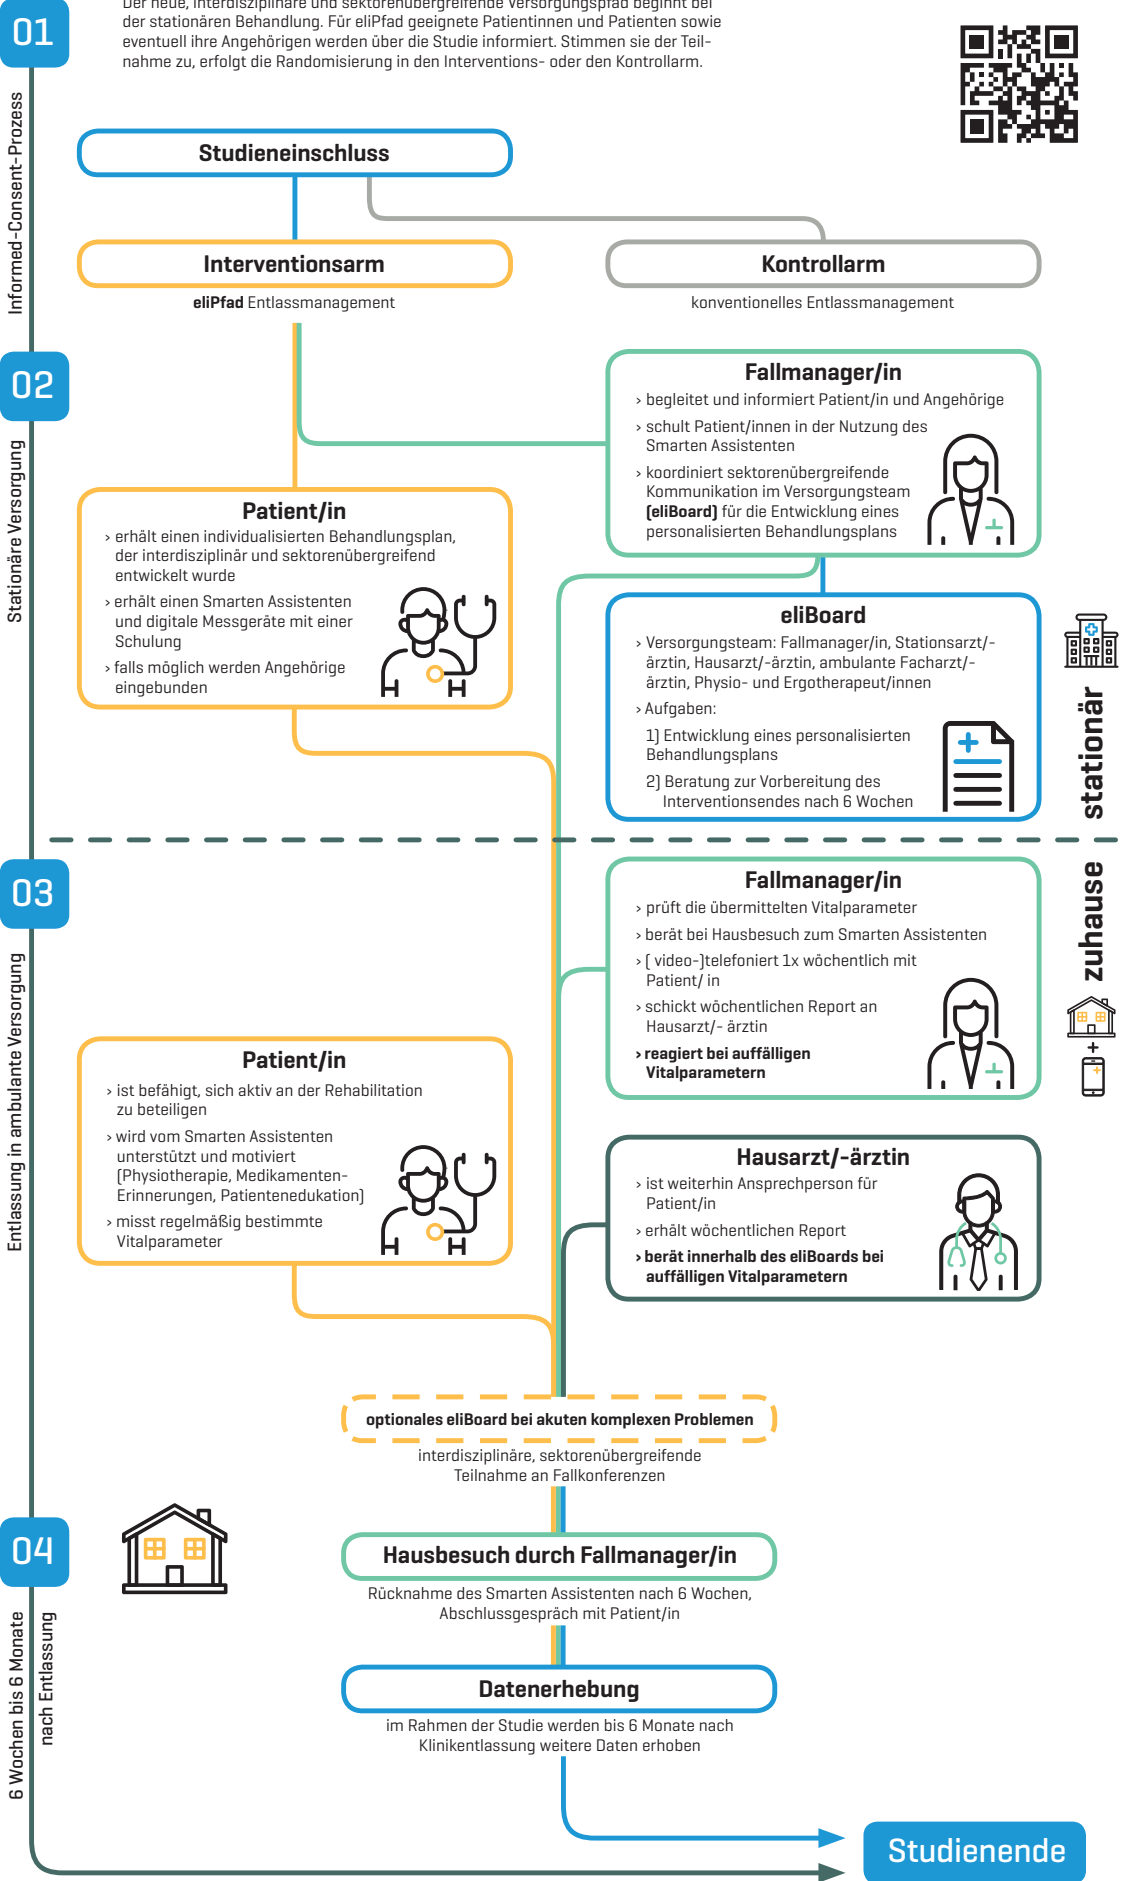 Der neue, interdisziplinäre und sektorenübergreifende Versorgungspfad beginnt bei
der stationären Behandlung. Für eliPfad geeignete Patientinnen und Patienten sowie
eventuell ihre Angehörigen werden über die Studie informiert. Stimmen sie der Teil-
nahme zu, erfolgt die Randomisierung in den Interventions- oder den Kontrollarm.
01
Informed-Consent-Prozess
Studieneinschluss
Interventionsarm
eliPfad Entlassmanagement
Kontrollarm
konventionelles Entlassmanagement
02
Stationäre Versorgung
Fallmanager/in
› begleitet und informiert Patient/in und Angehörige
› schult Patient/innen in der Nutzung des
Smarten Assistenten
› koordiniert sektorenübergreifende
Kommunikation im Versorgungsteam
(eliBoard) für die Entwicklung eines
personalisierten Behandlungsplans
Patient/in
› erhält einen individualisierten Behandlungsplan,
der interdisziplinär und sektorenübergreifend
entwickelt wurde
› erhält einen Smarten Assistenten
und digitale Messgeräte mit einer
Schulung
› falls möglich werden Angehörige
eingebunden
eliBoard
› Versorgungsteam: Fallmanager/in, Stationsarzt/-
ärztin, Hausarzt/-ärztin, ambulante Facharzt/-
ärztin, Physio- und Ergotherapeut/innen
› Aufgaben:
1) Entwicklung eines personalisierten
Behandlungsplans
2) Beratung zur Vorbereitung des
Interventionsendes nach 6 Wochen
stationär
03
Entlassung in ambulante Versorgung
zuhause
+
Fallmanager/in
› prüft die übermittelten Vitalparameter
› berät bei Hausbesuch zum Smarten Assistenten
› ( video-)telefoniert 1x wöchentlich mit
Patient/ in
› schickt wöchentlichen Report an
Hausarzt/- ärztin
› reagiert bei auffälligen
Vitalparametern
Patient/in
› ist befähigt, sich aktiv an der Rehabilitation
zu beteiligen
› wird vom Smarten Assistenten
unterstützt und motiviert
(Physiotherapie, Medikamenten-
Erinnerungen, Patientenedukation)
› misst regelmäßig bestimmte
Vitalparameter
Hausarzt/-ärztin
› ist weiterhin Ansprechperson für
Patient/in
› erhält wöchentlichen Report
› berät innerhalb des eliBoards bei
auffälligen Vitalparametern
optionales eliBoard bei akuten komplexen Problemen
interdisziplinäre, sektorenübergreifende
Teilnahme an Fallkonferenzen
04
6 Wochen bis 6 Monate
nach Entlassung
Hausbesuch durch Fallmanager/in
Rücknahme des Smarten Assistenten nach 6 Wochen,
Abschlussgespräch mit Patient/in
Datenerhebung
im Rahmen der Studie werden bis 6 Monate nach
Klinikentlassung weitere Daten erhoben
Studienende